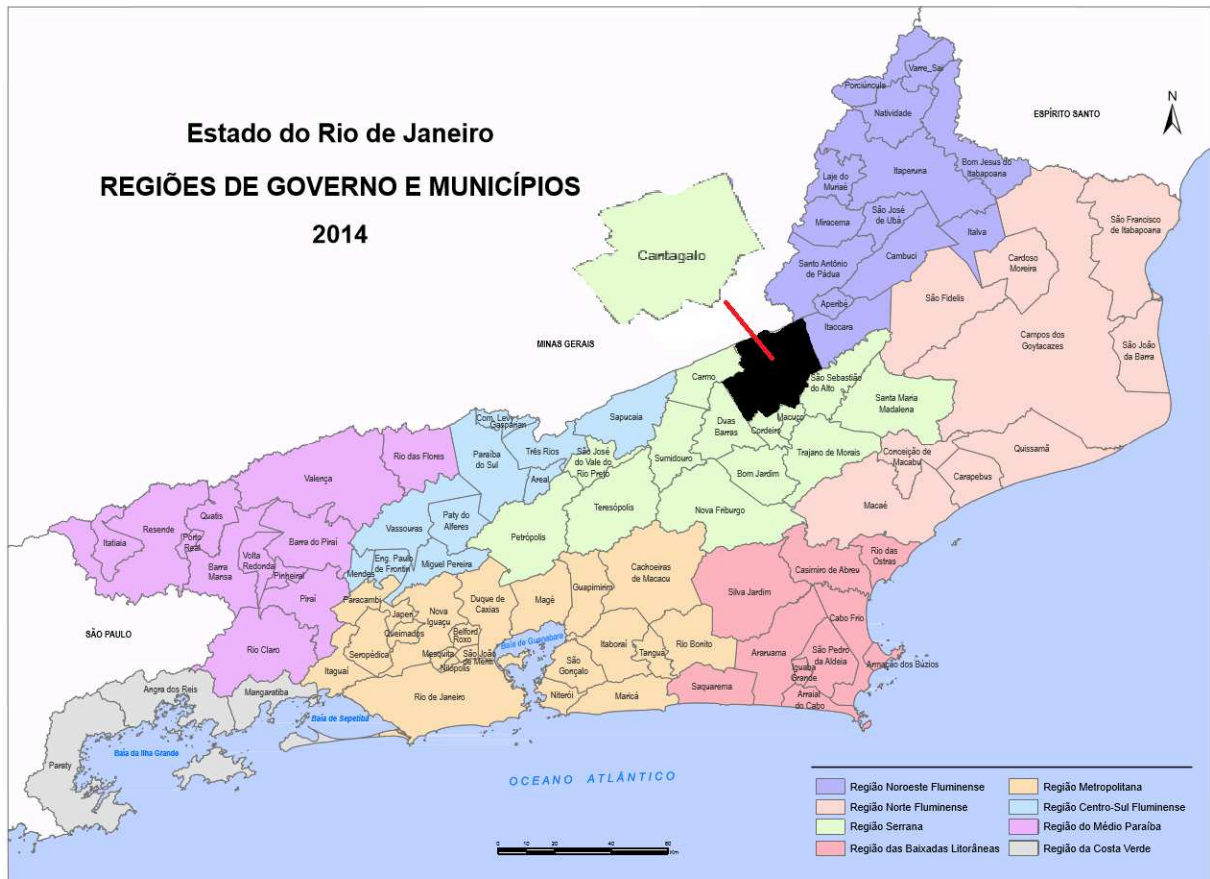 Estado do Rio de Janeiro
REGIÕES DE GOVERNO E MUNICÍPIOS
2014
N
ESPÍRITO SANTO
MINAS GERAIS
SÃO PAULO
Cantagalo
Varre_Sai
Porciúncula
Natividade
Bom Jesus do
Itabapoana
Itaperuna
Laje do
Muriaé
São José
de Ubá
Miracema
Italva
Cambuci
Santo Antônio
de Pádua
Aperibé
Itaocara
São Francisco
de Itabapoana
Cardoso
Moreira
São Fidelis
Campos dos
Goytacazes
São João
da Barra
Quissamã
Carapebus
Conceição de
Macabu
Macaé
Carmo
São Sebastião
do Alto
Santa Maria
Madalena
Macuco
Cordeiro
Duas
Barras
Trajano de Morais
Sumidouro
Bom Jardim
São José
do Vale do
Rio Preto
Teresópolis
Nova Friburgo
Petrópolis
Sapucaia
Com. Levy
Gasparian
Três Rios
Paraíba
do Sul
Areal
Paty do
Alferes
Vassouras
Eng. Paulo
de Frontin
Miguel Pereira
Mendes
Rio das Flores
Valença
Quatis
Resende
Itatiaia
Porto
Real
Barra do Piraí
Volta
Redonda
Barra
Mansa
Pinheiral
Piraí
Rio Claro
Paracambi
Japeri
Nova
Iguaçu
Duque de
Caxias
Magé
Guapimirim
Cachoeiras
de Macacu
Queimados
Belford
Roxo
Seropédica
Mesquita
São João
de Meriti
Nilópolis
Itaguaí
Rio de Janeiro
Baía de Guanabara
São
Gonçalo
Itaboraí
Tanguá
Rio Bonito
Niterói
Maricá
Rio das
Ostras
Casimiro de Abreu
Silva Jardim
Cabo Frio
Araruama
São Pedro
da Aldeia
Iguaba
Grande
Armação dos Búzios
Saquarema
Arraial
do Cabo
Angra dos Reis
Mangaratiba
Paraty
Baía de Sepetiba
Baía da Ilha Grande
OCEANO ATLÂNTICO
Região Noroeste Fluminense
Região Norte Fluminense
Região Serrana
Região das Baixadas Litorâneas
Região Metropolitana
Região Centro-Sul Fluminense
Região do Médio Paraíba
Região da Costa Verde